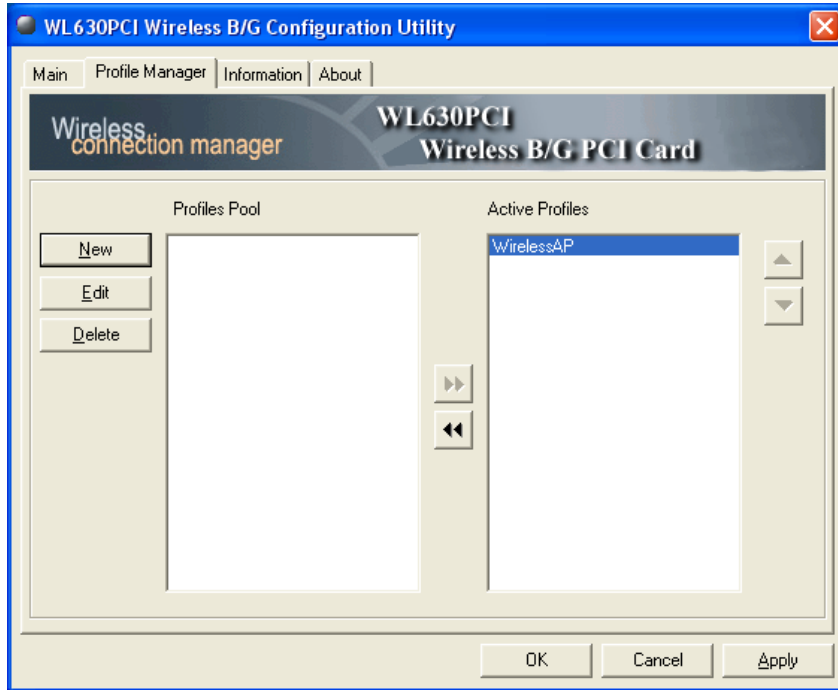 WL630PCI Wireless B/G Configuration Utility
Main
Profile Manager
Information
About
Wireless
connection manager
WL630PCI
Wireless B/G PCI Card
Profiles Pool
Active Profiles
New
Edit
Delete
WirelessAP
OK
Cancel
Apply